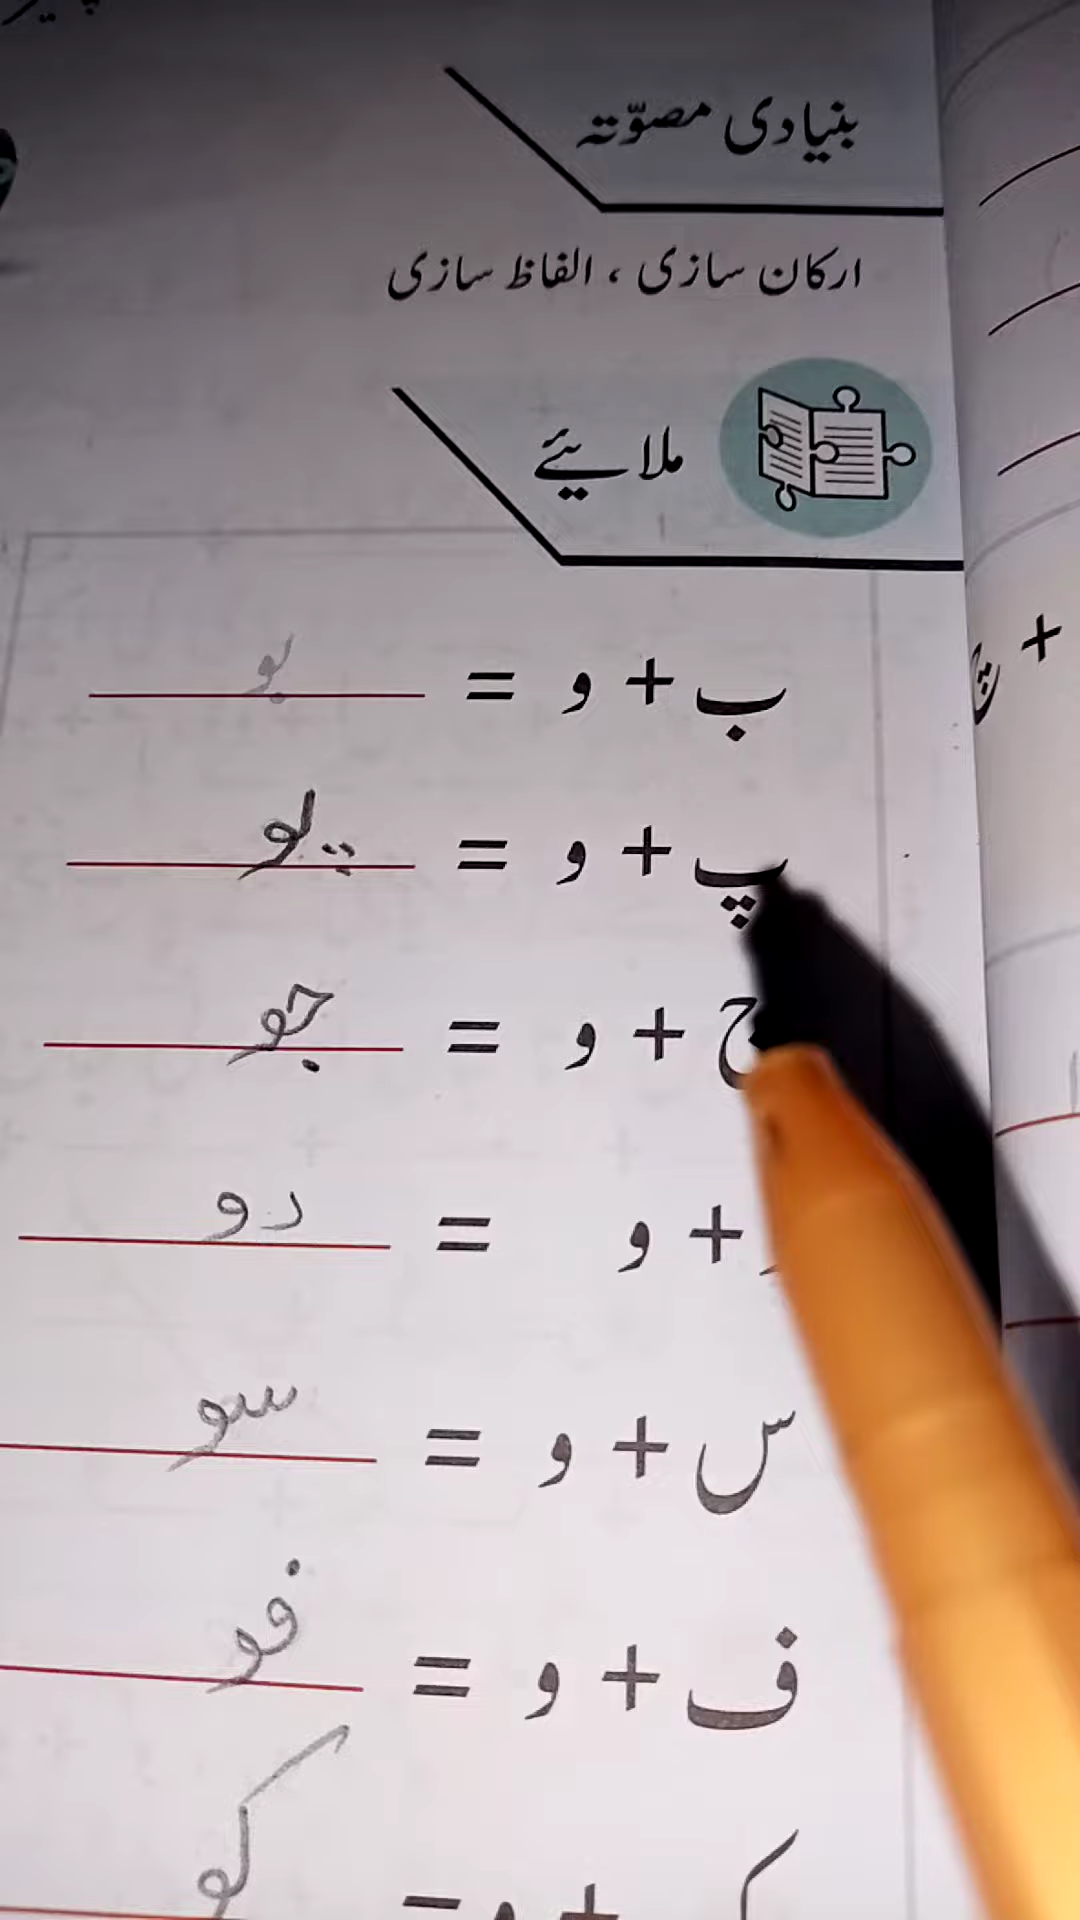 بنیادی مصوّتہ
ارکان سازی ، الفاظ سازی
ملائیے
ب + و = بو
پ + و = پو
ج + و = جو
+ و = دو
س + و = سو
ف + و = فو
ک + و = کو
+ چ